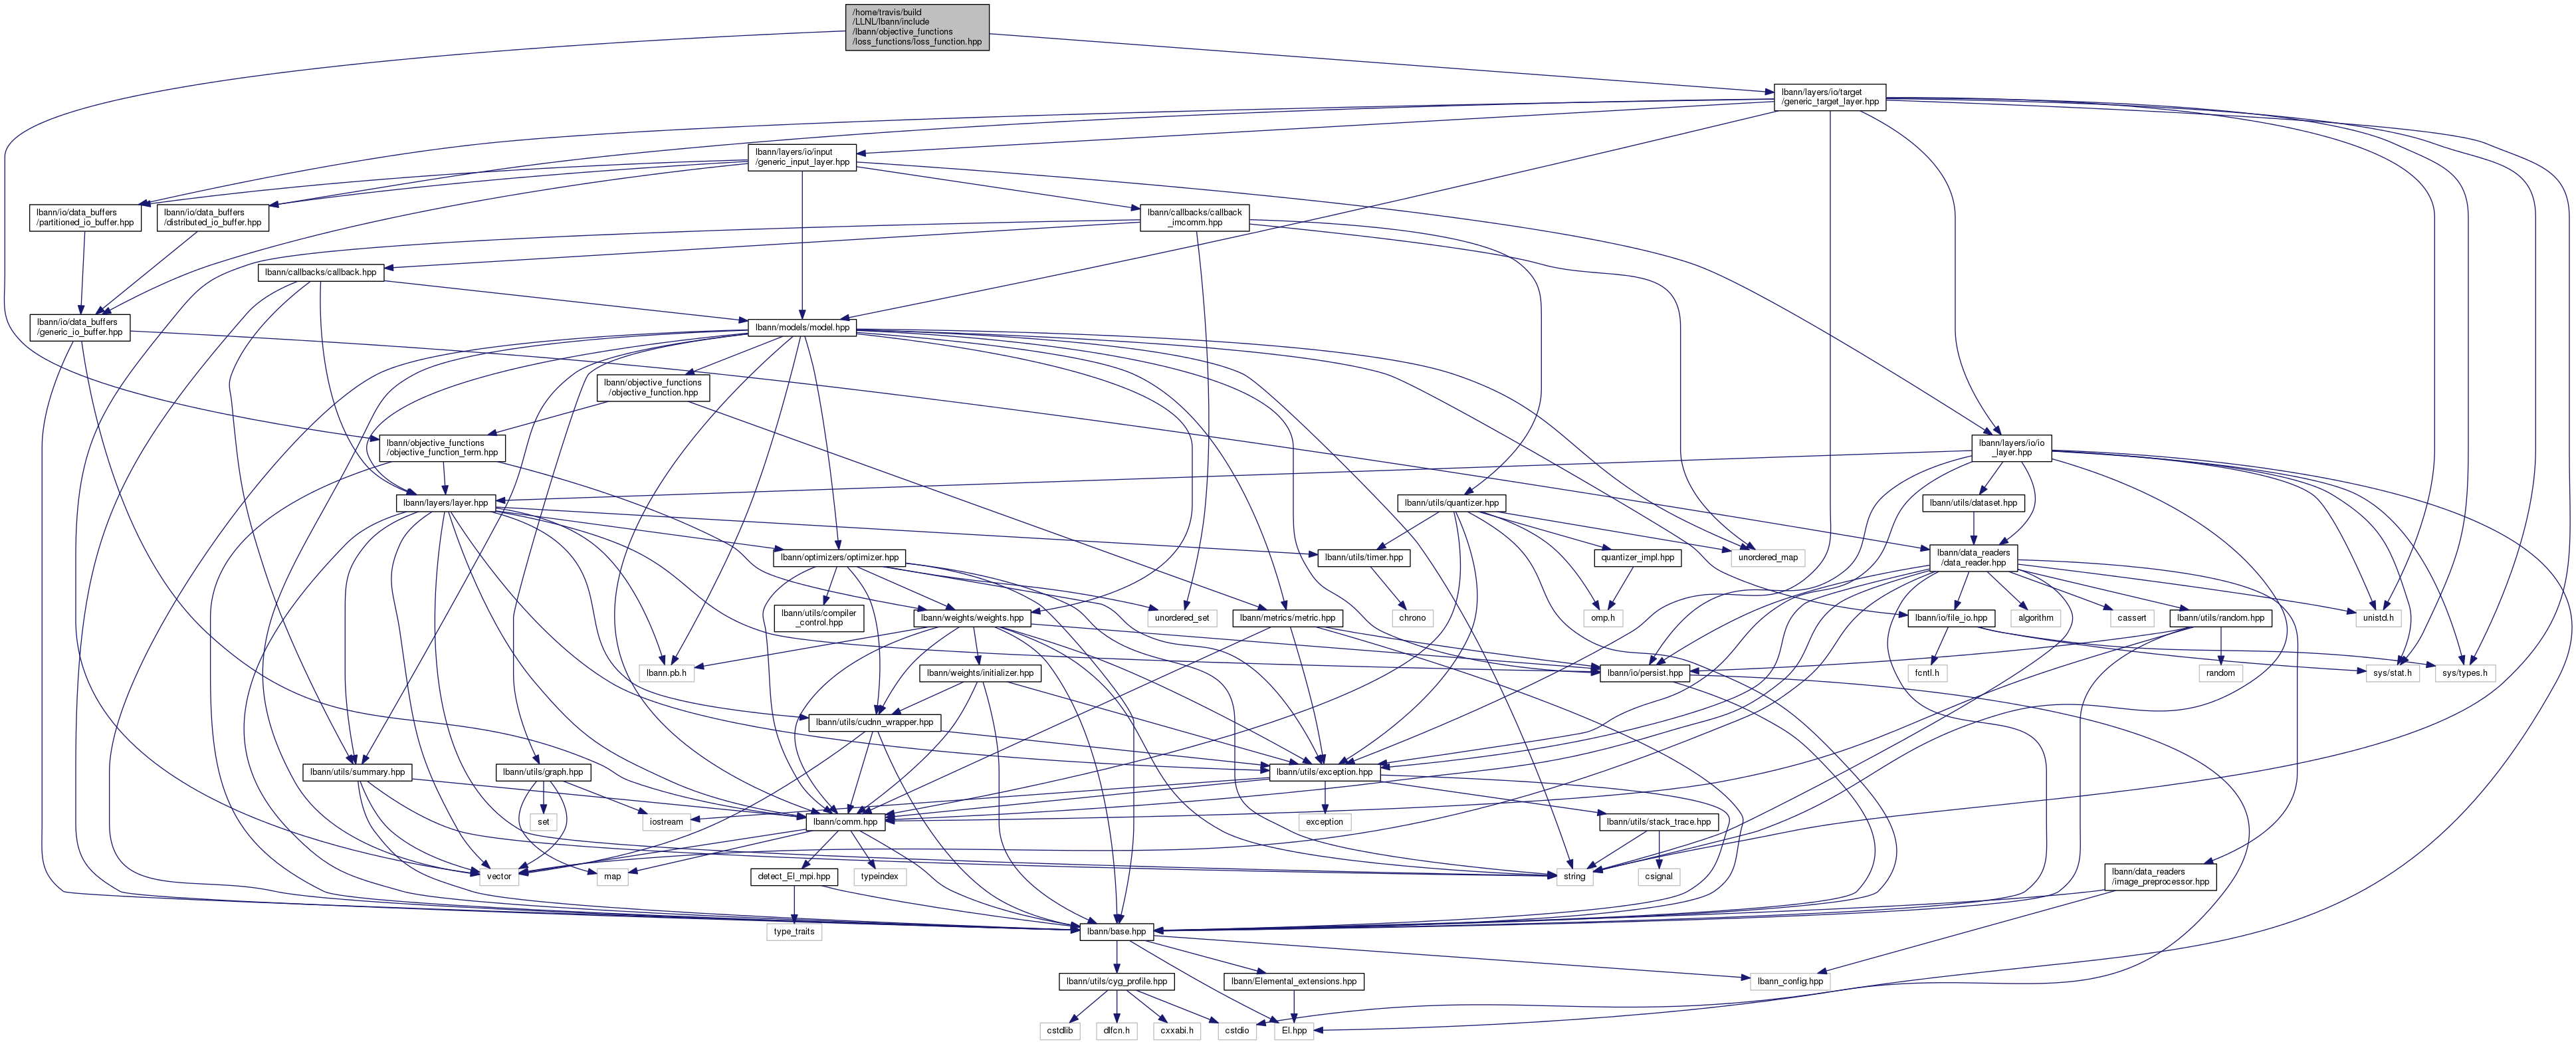 /home/travis/build
/LLNL/lbann/include
/lbann/objective_functions
/loss_functions/loss_function.hpp
lbann/layers/io/target
/generic_target_layer.hpp
lbann/layers/io/input
/generic_input_layer.hpp
lbann/io/data_buffers
/partitioned_io_buffer.hpp
lbann/io/data_buffers
/distributed_io_buffer.hpp
lbann/callbacks/callback
_imcomm.hpp
lbann/callbacks/callback.hpp
lbann/io/data_buffers
/generic_io_buffer.hpp
lbann/models/model.hpp
lbann/objective_functions
/objective_function.hpp
lbann/objective_functions
/objective_function_term.hpp
lbann/layers/io/io
_layer.hpp
lbann/layers/layer.hpp
lbann/utils/quantizer.hpp
lbann/utils/dataset.hpp
lbann/optimizers/optimizer.hpp
lbann/utils/timer.hpp
quantizer_impl.hpp
unordered_map
lbann/data_readers
/data_reader.hpp
lbann/utils/compiler
_control.hpp
lbann/weights/weights.hpp
unordered_set
lbann/metrics/metric.hpp
chrono
omp.h
lbann/io/file_io.hpp
algorithm
cassert
lbann/utils/random.hpp
unistd.h
lbann.pb.h
lbann/weights/initializer.hpp
lbann/io/persist.hpp
fcntl.h
random
sys/stat.h
sys/types.h
lbann/utils/cudnn_wrapper.hpp
lbann/utils/summary.hpp
lbann/utils/graph.hpp
lbann/utils/exception.hpp
set
iostream
lbann/comm.hpp
exception
lbann/utils/stack_trace.hpp
vector
map
detect_El_mpi.hpp
typeindex
string
csignal
lbann/data_readers
/image_preprocessor.hpp
type_traits
lbann/base.hpp
lbann/utils/cyg_profile.hpp
lbann/Elemental_extensions.hpp
lbann_config.hpp
cstdlib
dlfcn.h
cxxabi.h
cstdio
El.hpp